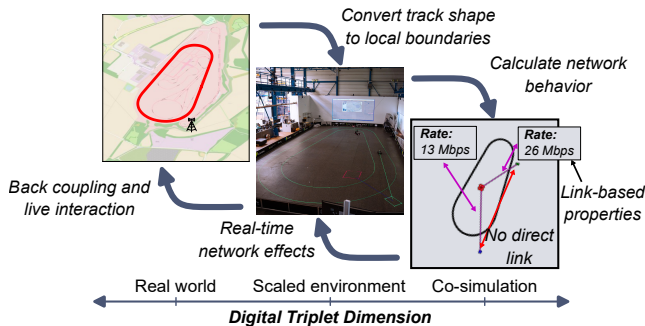 Convert track shape
to local boundaries
Calculate network
behavior
Rate:
13 Mbps
Rate:
26 Mbps
Back coupling and
live interaction
Link-based
properties
No direct
link
Real-time
network effects
Real world
Scaled environment
Co-simulation
Digital Triplet Dimension